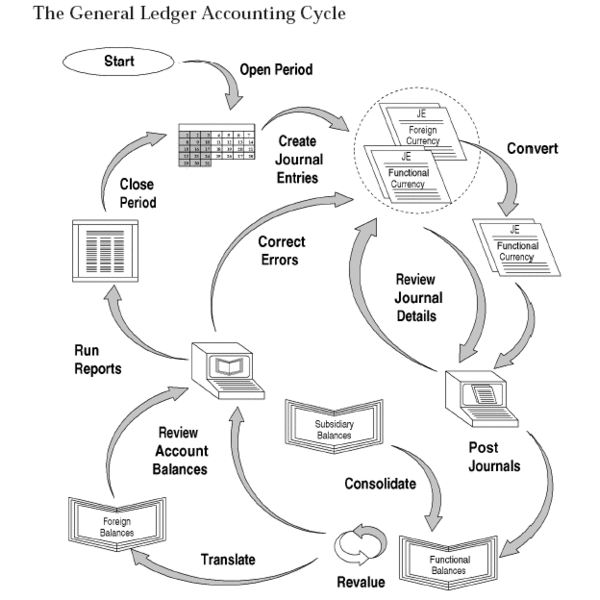 The General Ledger Accounting Cycle
Start
Open Period
Create
Journal
Entries
JE
Foreign
Currency
JE
Functional
Currency
Convert
JE
Functional
Currency
Close
Period
Correct
Errors
Review
Journal
Details
Run
Reports
Subsidiary
Balances
Review
Account
Balances
Post
Journals
Consolidate
Foreign
Balances
Translate
Revalue
Functional
Balances